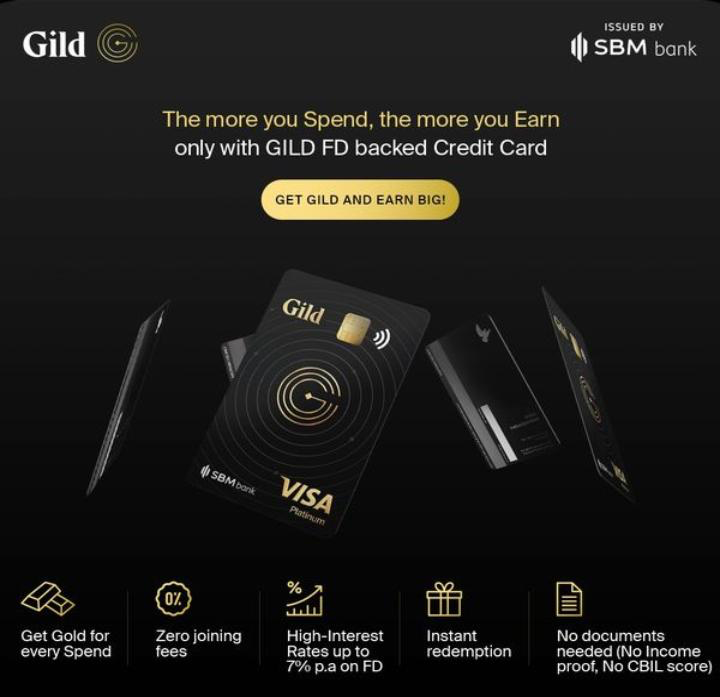 Gild
ISSUED BY
SBM bank
The more you Spend, the more you Earn
only with GILD FD backed Credit Card
GET GILD AND EARN BIG!
Gild
SBM bank
VISA
Platinum
Gild
VISA
Get Gold for
every Spend
Zero joining
fees
0%
%
High-Interest
Rates up to
7% p.a on FD
Instant
redemption
No documents
needed (No Income
proof, No CBIL score)